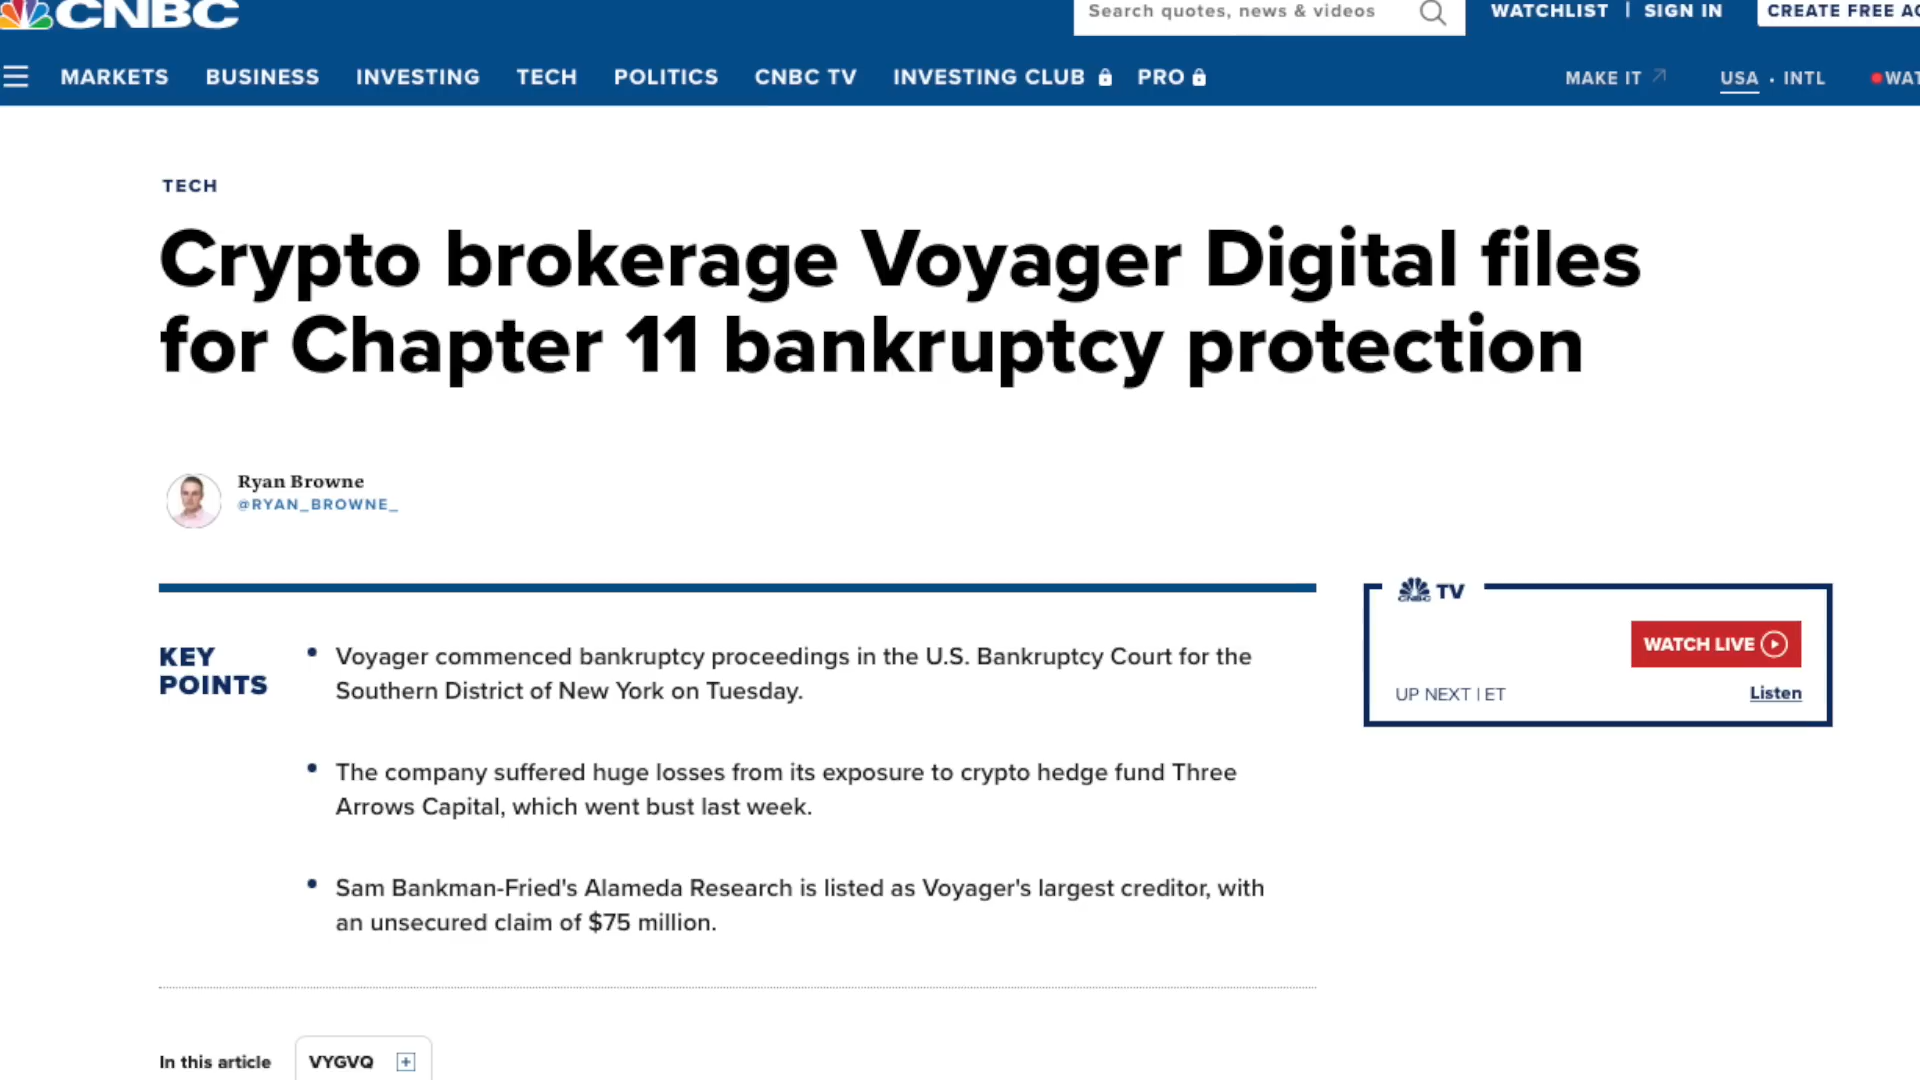 CNBC
Search quotes, news & videos
WATCHLIST | SIGN IN
CREATE FREE
MARKETS BUSINESS INVESTING TECH POLITICS CNBC TV INVESTING CLUB PRO
MAKE IT USA • INTL
TECH
Crypto brokerage Voyager Digital files
for Chapter 11 bankruptcy protection
Ryan Browne
@RYAN_BROWNE_
KEY
POINTS
• Voyager commenced bankruptcy proceedings in the U.S. Bankruptcy Court for the
Southern District of New York on Tuesday.
• The company suffered huge losses from its exposure to crypto hedge fund Three
Arrows Capital, which went bust last week.
• Sam Bankman-Fried's Alameda Research is listed as Voyager's largest creditor, with
an unsecured claim of $75 million.
CNBC TV
WATCH LIVE
UP NEXT | ET
Listen
In this article
VYGVQ +